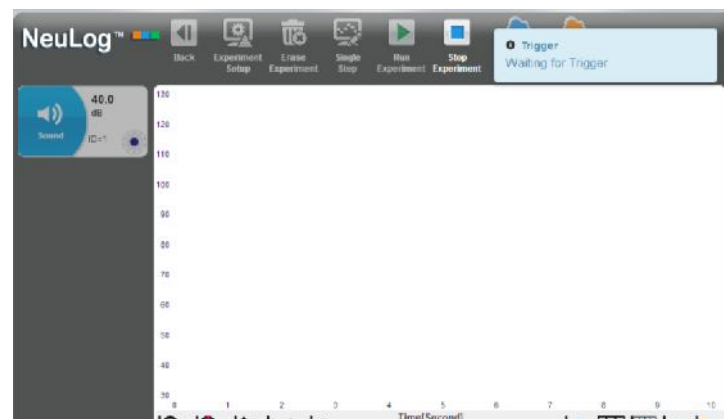 NeuLog™
Back
Experiment Setup
Erase Experiment
Single Step
Run Experiment
Stop Experiment
Trigger
Waiting for Trigger
Sound
40.0
dB
ID=1
130
120
110
100
90
80
70
60
50
40
30
0 1 2 3 4 5 6 7 8 9 10
Time[Second]